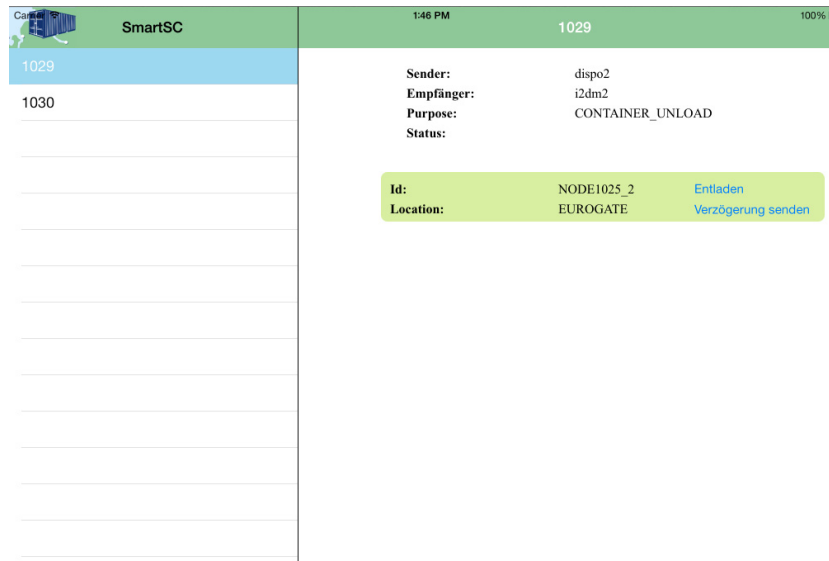 1:46 PM
100%
SmartSC
1029
1029
1030
Sender: dispo2
Empfänger: i2dm2
Purpose: CONTAINER_UNLOAD
Status:
Id: NODE1025_2 Entladen
Location: EUROGATE Verzögerung senden